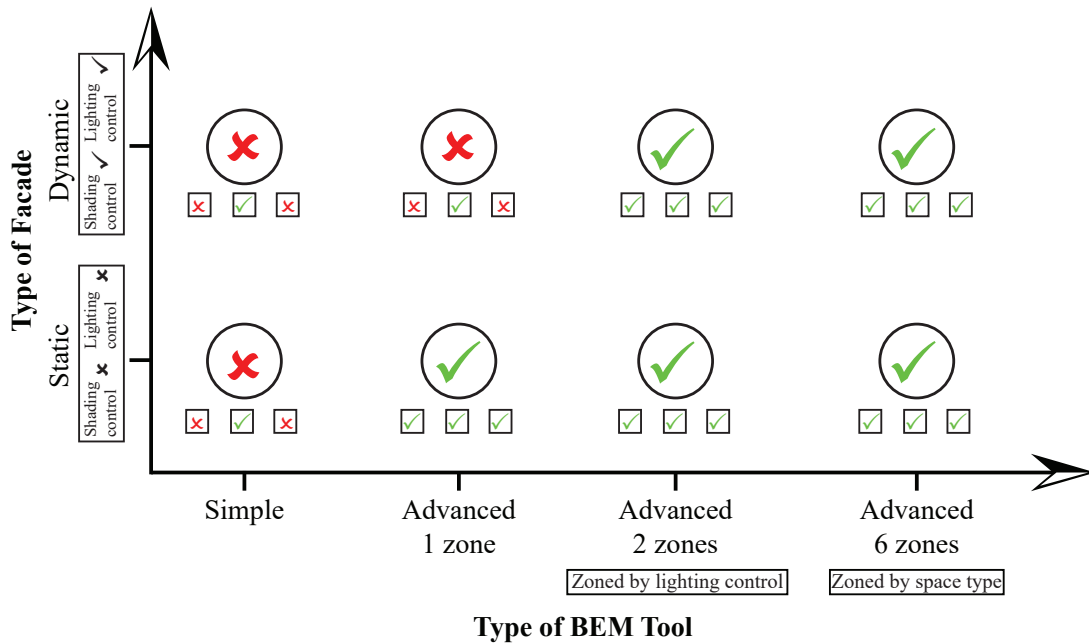 Type of Facade
Dynamic
Shading control
Lighting control
Static
Shading control
Lighting control
Simple
Advanced
1 zone
Advanced
2 zones
Zoned by lighting control
Advanced
6 zones
Zoned by space type
Type of BEM Tool